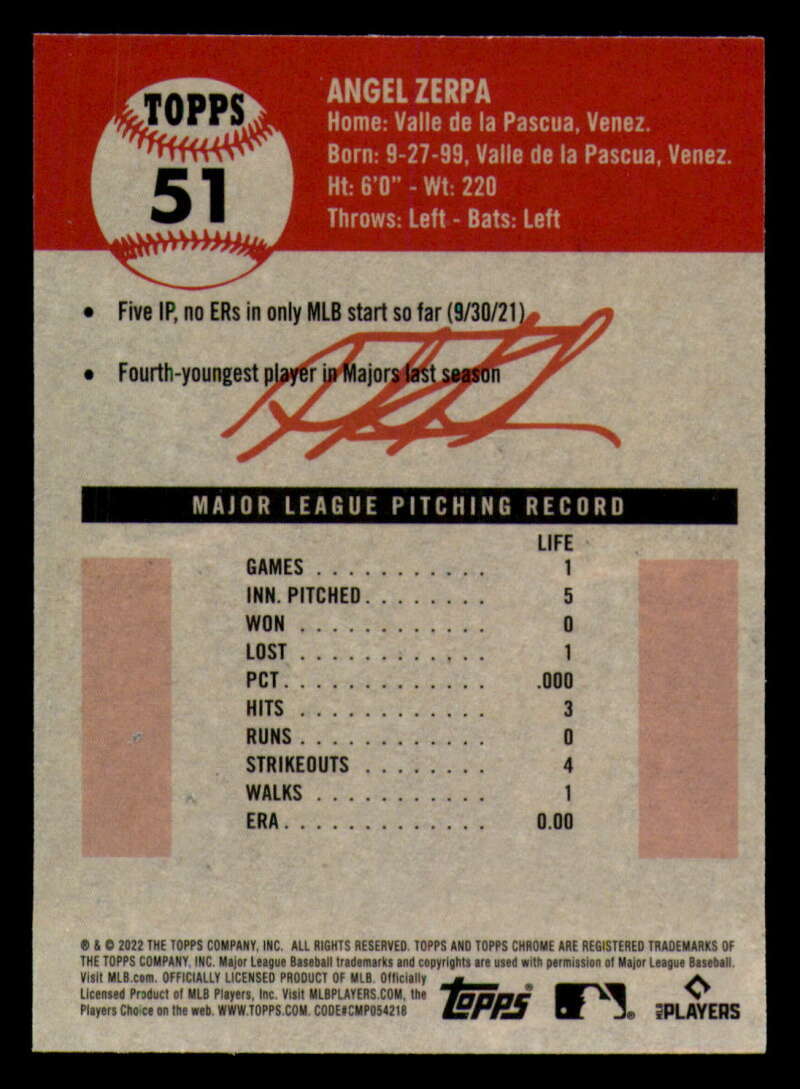 TOPPS
51
ANGEL ZERPA
Home: Valle de la Pascua, Venez.
Born: 9-27-99, Valle de la Pascua, Venez.
Ht: 6'0" - Wt: 220
Throws: Left - Bats: Left
• Five IP, no ERs in only MLB start so far (9/30/21)
• Fourth-youngest player in Majors last season
MAJOR LEAGUE PITCHING RECORD
LIFE
GAMES . . . . . . . . . . . 1
INN. PITCHED. . . . . . . . 5
WON . . . . . . . . . . . . 0
LOST . . . . . . . . . . . . 1
PCT. . . . . . . . . . . . . .000
HITS . . . . . . . . . . . . 3
RUNS . . . . . . . . . . . . 0
STRIKEOUTS . . . . . . . . 4
WALKS . . . . . . . . . . . 1
ERA. . . . . . . . . . . . . 0.00
® & © 2022 THE TOPPS COMPANY, INC. ALL RIGHTS RESERVED. TOPPS AND TOPPS CHROME ARE REGISTERED TRADEMARKS OF
THE TOPPS COMPANY, INC. Major League Baseball trademarks and copyrights are used with permission of Major League Baseball.
Visit MLB.com. OFFICIALLY LICENSED PRODUCT OF MLB. Officially
Licensed Product of MLB Players, Inc. Visit MLBPLAYERS.COM, the
Players Choice on the web. WWW.TOPPS.COM. CODE#CMP054218
topps®
MLB PLAYERS